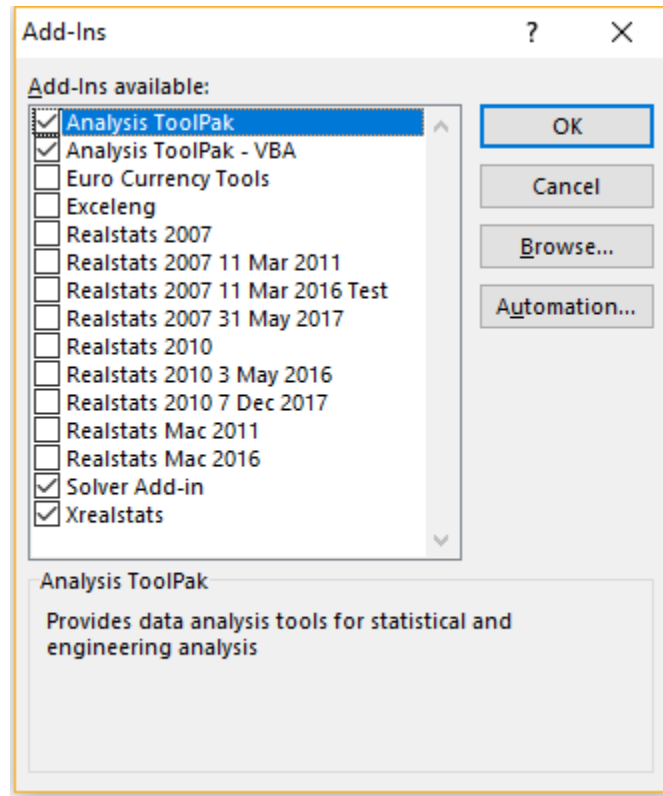 Add-Ins ? ×
Add-Ins available:
Analysis ToolPak
Analysis ToolPak - VBA
Euro Currency Tools
Exceleng
Realstats 2007
Realstats 2007 11 Mar 2011
Realstats 2007 11 Mar 2016 Test
Realstats 2007 31 May 2017
Realstats 2010
Realstats 2010 3 May 2016
Realstats 2010 7 Dec 2017
Realstats Mac 2011
Realstats Mac 2016
Solver Add-in
Xrealstats
OK
Cancel
Browse...
Automation...
Analysis ToolPak
Provides data analysis tools for statistical and
engineering analysis